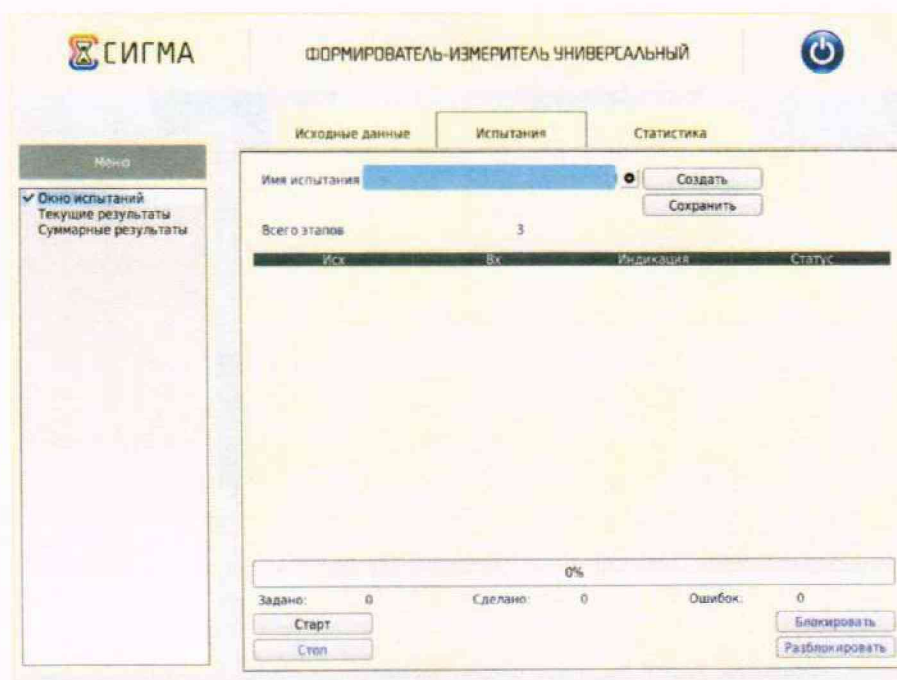 СИГМА
ФОРМИРОВАТЕЛЬ-ИЗМЕРИТЕЛЬ УНИВЕРСАЛЬНЫЙ
Исходные данные Испытания Статистика
Меню
Окно испытаний
Текущие результаты
Суммарные результаты
Имя испытания Создать
Сохранить
Всего этапов 3
Исх Вх Индикация Статус
0%
Задано: 0 Сделано: 0 Ошибок: 0
Старт Блокировать
Стоп Разблокировать